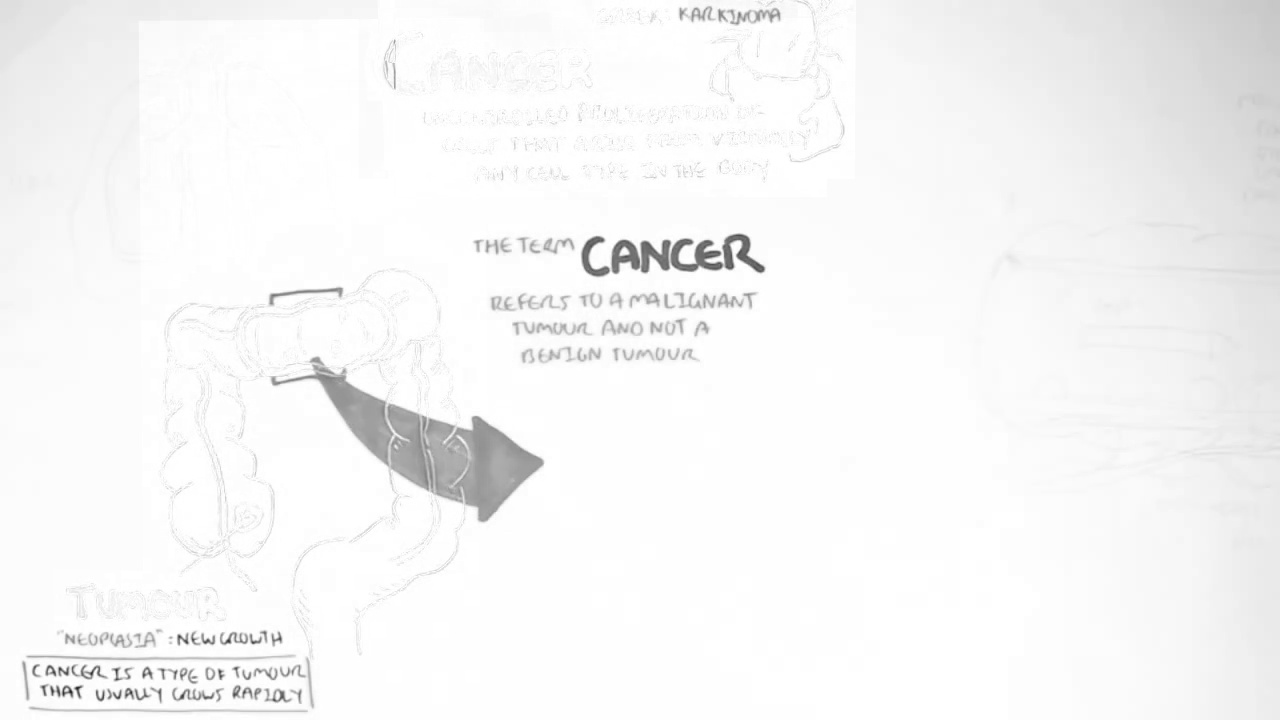 GREEK: KARKINOMA
CANCER
UNCONTROLLED PROLIFERATION OF
CELLS THAT ARISE FROM VIRTUALLY
ANY CELL TYPE IN THE BODY
THE TERM CANCER
REFERS TO A MALIGNANT
TUMOUR AND NOT A
BENIGN TUMOUR
TUMOUR
"NEOPLASIA" : NEW GROWTH
CANCER IS A TYPE OF TUMOUR
THAT USUALLY GROWS RAPIDLY